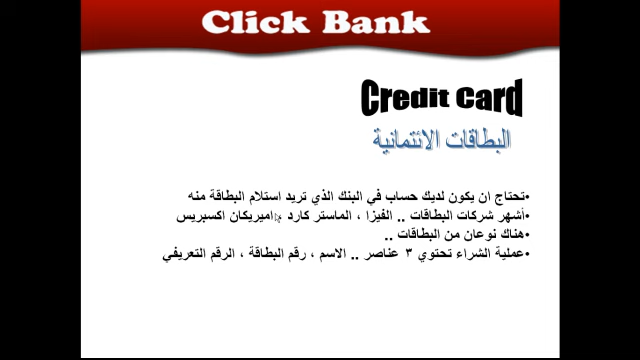 Click Bank
Credit Card
البطاقات الائتمانية
•تحتاج ان يكون لديك حساب في البنك الذي تريد استلام البطاقة منه
•أشهر شركات البطاقات .. الفيزا ، الماستر كارد ، اميريكان اكسبريس
•هناك نوعان من البطاقات ..
•عملية الشراء تحتوي ٣ عناصر .. الاسم ، رقم البطاقة ، الرقم التعريفي